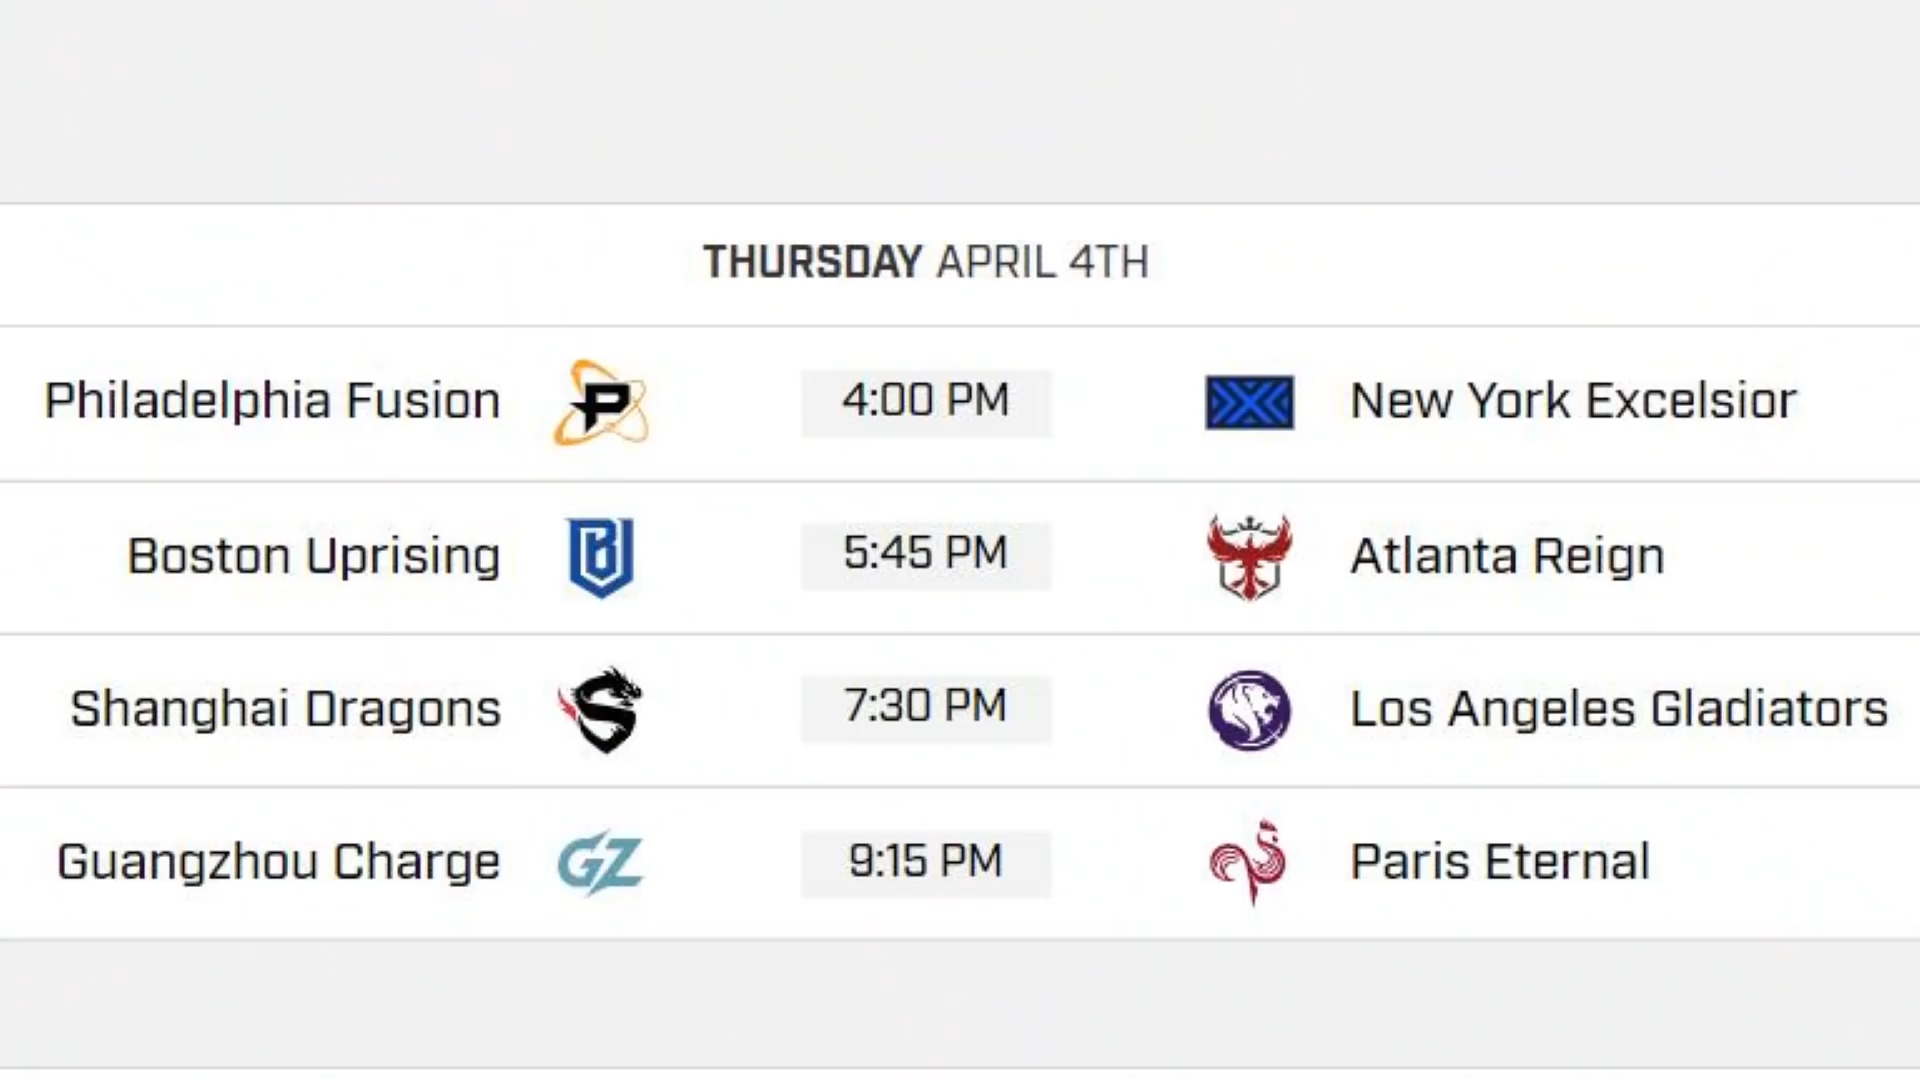 THURSDAY APRIL 4TH
Philadelphia Fusion P 4:00 PM New York Excelsior
Boston Uprising BU 5:45 PM Atlanta Reign
Shanghai Dragons S 7:30 PM Los Angeles Gladiators
Guangzhou Charge GZ 9:15 PM Paris Eternal